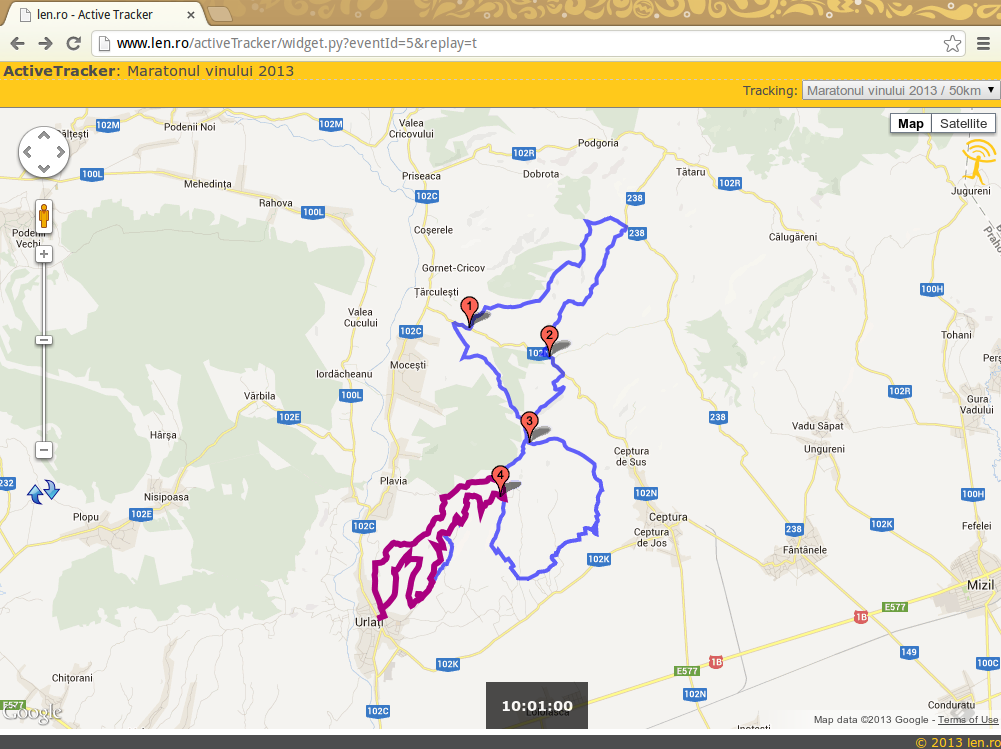 len.ro - Active Tracker
www.len.ro/activeTracker/widget.py?eventId=5&replay=t
ActiveTracker: Maratonul vinului 2013
Tracking: Maratonul vinului 2013 / 50km
Map Satellite
102M
Podenii Noi
102M
Valea
Cricovului
102R
Podgoria
100L
Mehedința
Priseaca
Dobrota
Tătaru
102R
Jugureni
Rahova
100L
102C
238
Podenii
Vechi
Coșerele
238
Călugăreni
Gornet-Cricov
Țărculești
100H
Valea
Cucului
1
102C
2
Tohani
Mocești
Iordăcheanu
100L
102R
Gura
Vadului
Vărbila
102E
3
238
Vadu Săpat
Hârșa
Ceptura
de Sus
Ungureni
4
Plavia
232
Nisipoasa
102N
100H
Plopu
102E
102C
Ceptura
238
102K
Fefelei
Ceptura
de Jos
Fântânele
102K
Mizil
E577
1B
Urlați
149
102K
1B
100C
E577
Chițorani
102N
Conduratu
E577
102C
10:01:00
Google
Map data ©2013 Google - Terms of Use
© 2013 len.ro